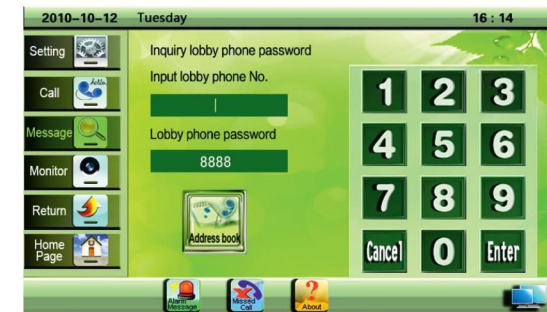 2010-10-12 Tuesday 16 : 14
Setting
Call
Message
Monitor
Return
Home
Page
Inquiry lobby phone password
Input lobby phone No.
Lobby phone password
8888
Address book
1 2 3
4 5 6
7 8 9
Cancel 0 Enter
Alarm
Message
Missed
Call
About